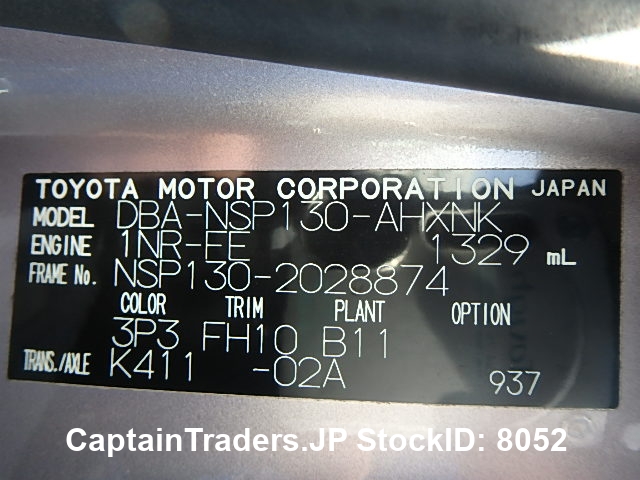 TOYOTA MOTOR CORPORATION JAPAN
MODEL DBA-NSP130-AHXNK
ENGINE 1NR-FE 1329 mL
FRAME No. NSP130-2028874
COLOR TRIM PLANT OPTION
3P3 FH10 B11
TRANS./AXLE K411 -02A 937
CaptainTraders.JP StockID: 8052